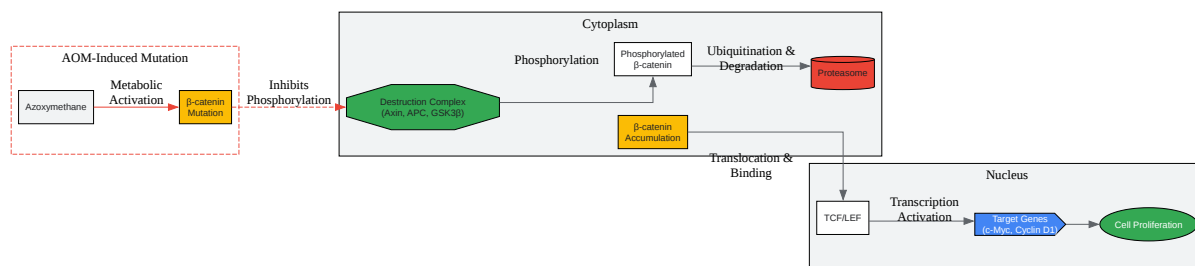 AOM-Induced Mutation
Azoxymethane
Metabolic
Activation
β-catenin
Mutation
Inhibits
Phosphorylation
Cytoplasm
Destruction Complex
(Axin, APC, GSK3β)
Phosphorylation
Phosphorylated
β-catenin
Ubiquitination &
Degradation
Proteasome
β-catenin
Accumulation
Translocation &
Binding
Nucleus
TCF/LEF
Transcription
Activation
Target Genes
(c-Myc, Cyclin D1)
Cell Proliferation